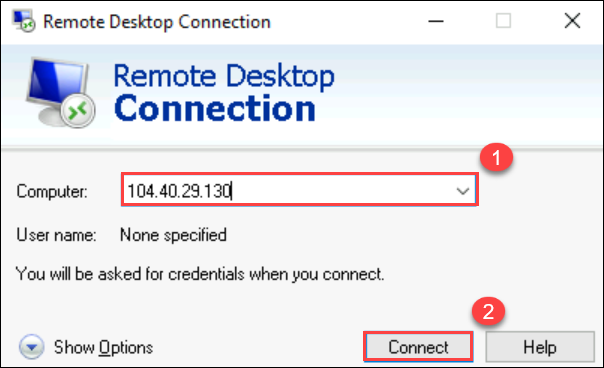 Remote Desktop Connection
Remote Desktop
Connection
1
Computer: 104.40.29.130
User name: None specified
You will be asked for credentials when you connect.
2
Show Options Connect Help